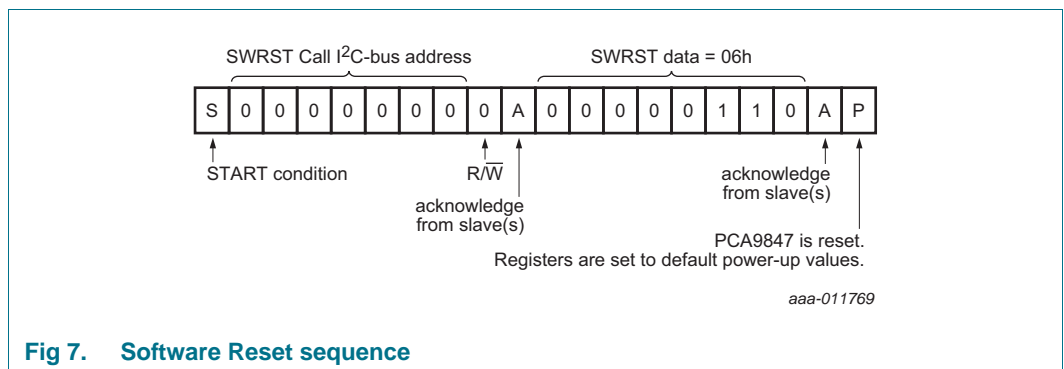 SWRST Call I²C-bus address
SWRST data = 06h
S 0 0 0 0 0 0 0 0 A 0 0 0 0 0 1 1 0 A P
START condition
R/W̅
acknowledge
from slave(s)
acknowledge
from slave(s)
PCA9847 is reset.
Registers are set to default power-up values.
aaa-011769
Fig 7. Software Reset sequence